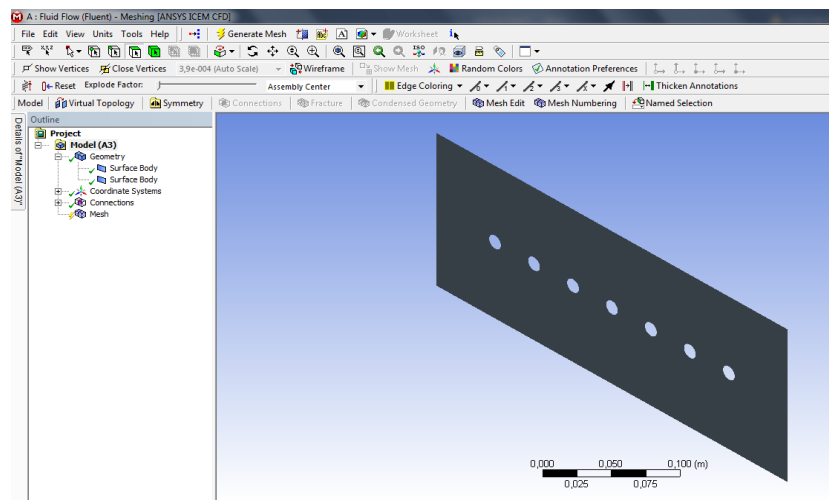 A : Fluid Flow (Fluent) - Meshing [ANSYS ICEM CFD]
File Edit View Units Tools Help Generate Mesh A Worksheet i
Show Vertices Close Vertices 3,9e-004 (Auto Scale) Wireframe Show Mesh Random Colors Annotation Preferences
Reset Explode Factor: Assembly Center Edge Coloring Thicken Annotations
Model Virtual Topology Symmetry Connections Fracture Condensed Geometry Mesh Edit Mesh Numbering Named Selection
Outline
Details of "Model (A3)"
Project
Model (A3)
Geometry
Surface Body
Surface Body
Coordinate Systems
Connections
Mesh
0,000 0,050 0,100 (m)
0,025 0,075